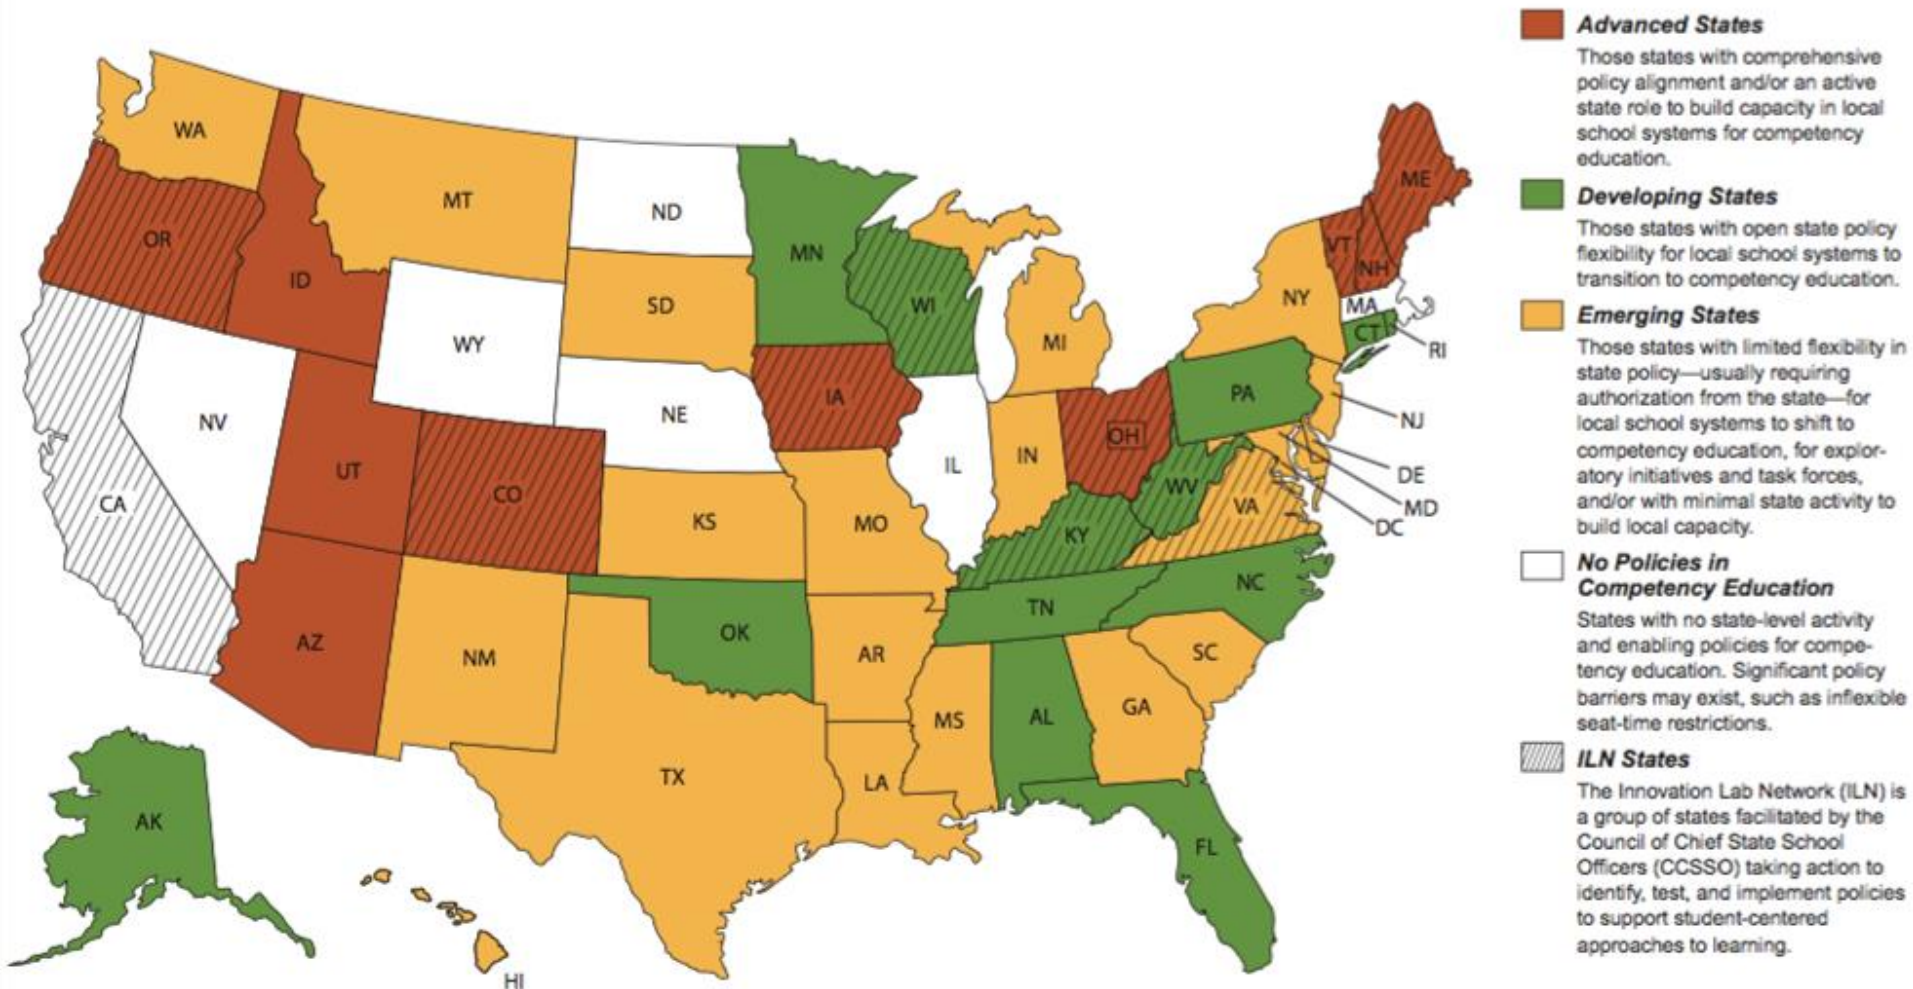 WA
MT
ND
MN
OR
ID
SD
WI
MI
NY
VT
NH
ME
MA
CT
RI
WY
IA
NE
PA
NJ
NV
UT
CO
CA
IL
IN
OH
DE
MD
DC
WV
VA
KY
KS
MO
NC
TN
AZ
NM
OK
AR
SC
MS
AL
GA
TX
LA
AK
FL
HI
Advanced States
Those states with comprehensive
policy alignment and/or an active
state role to build capacity in local
school systems for competency
education.
Developing States
Those states with open state policy
flexibility for local school systems to
transition to competency education.
Emerging States
Those states with limited flexibility in
state policy—usually requiring
authorization from the state—for
local school systems to shift to
competency education, for explor-
atory initiatives and task forces,
and/or with minimal state activity to
build local capacity.
No Policies in
Competency Education
States with no state-level activity
and enabling policies for compe-
tency education. Significant policy
barriers may exist, such as inflexible
seat-time restrictions.
ILN States
The Innovation Lab Network (ILN) is
a group of states facilitated by the
Council of Chief State School
Officers (CCSSO) taking action to
identify, test, and implement policies
to support student-centered
approaches to learning.